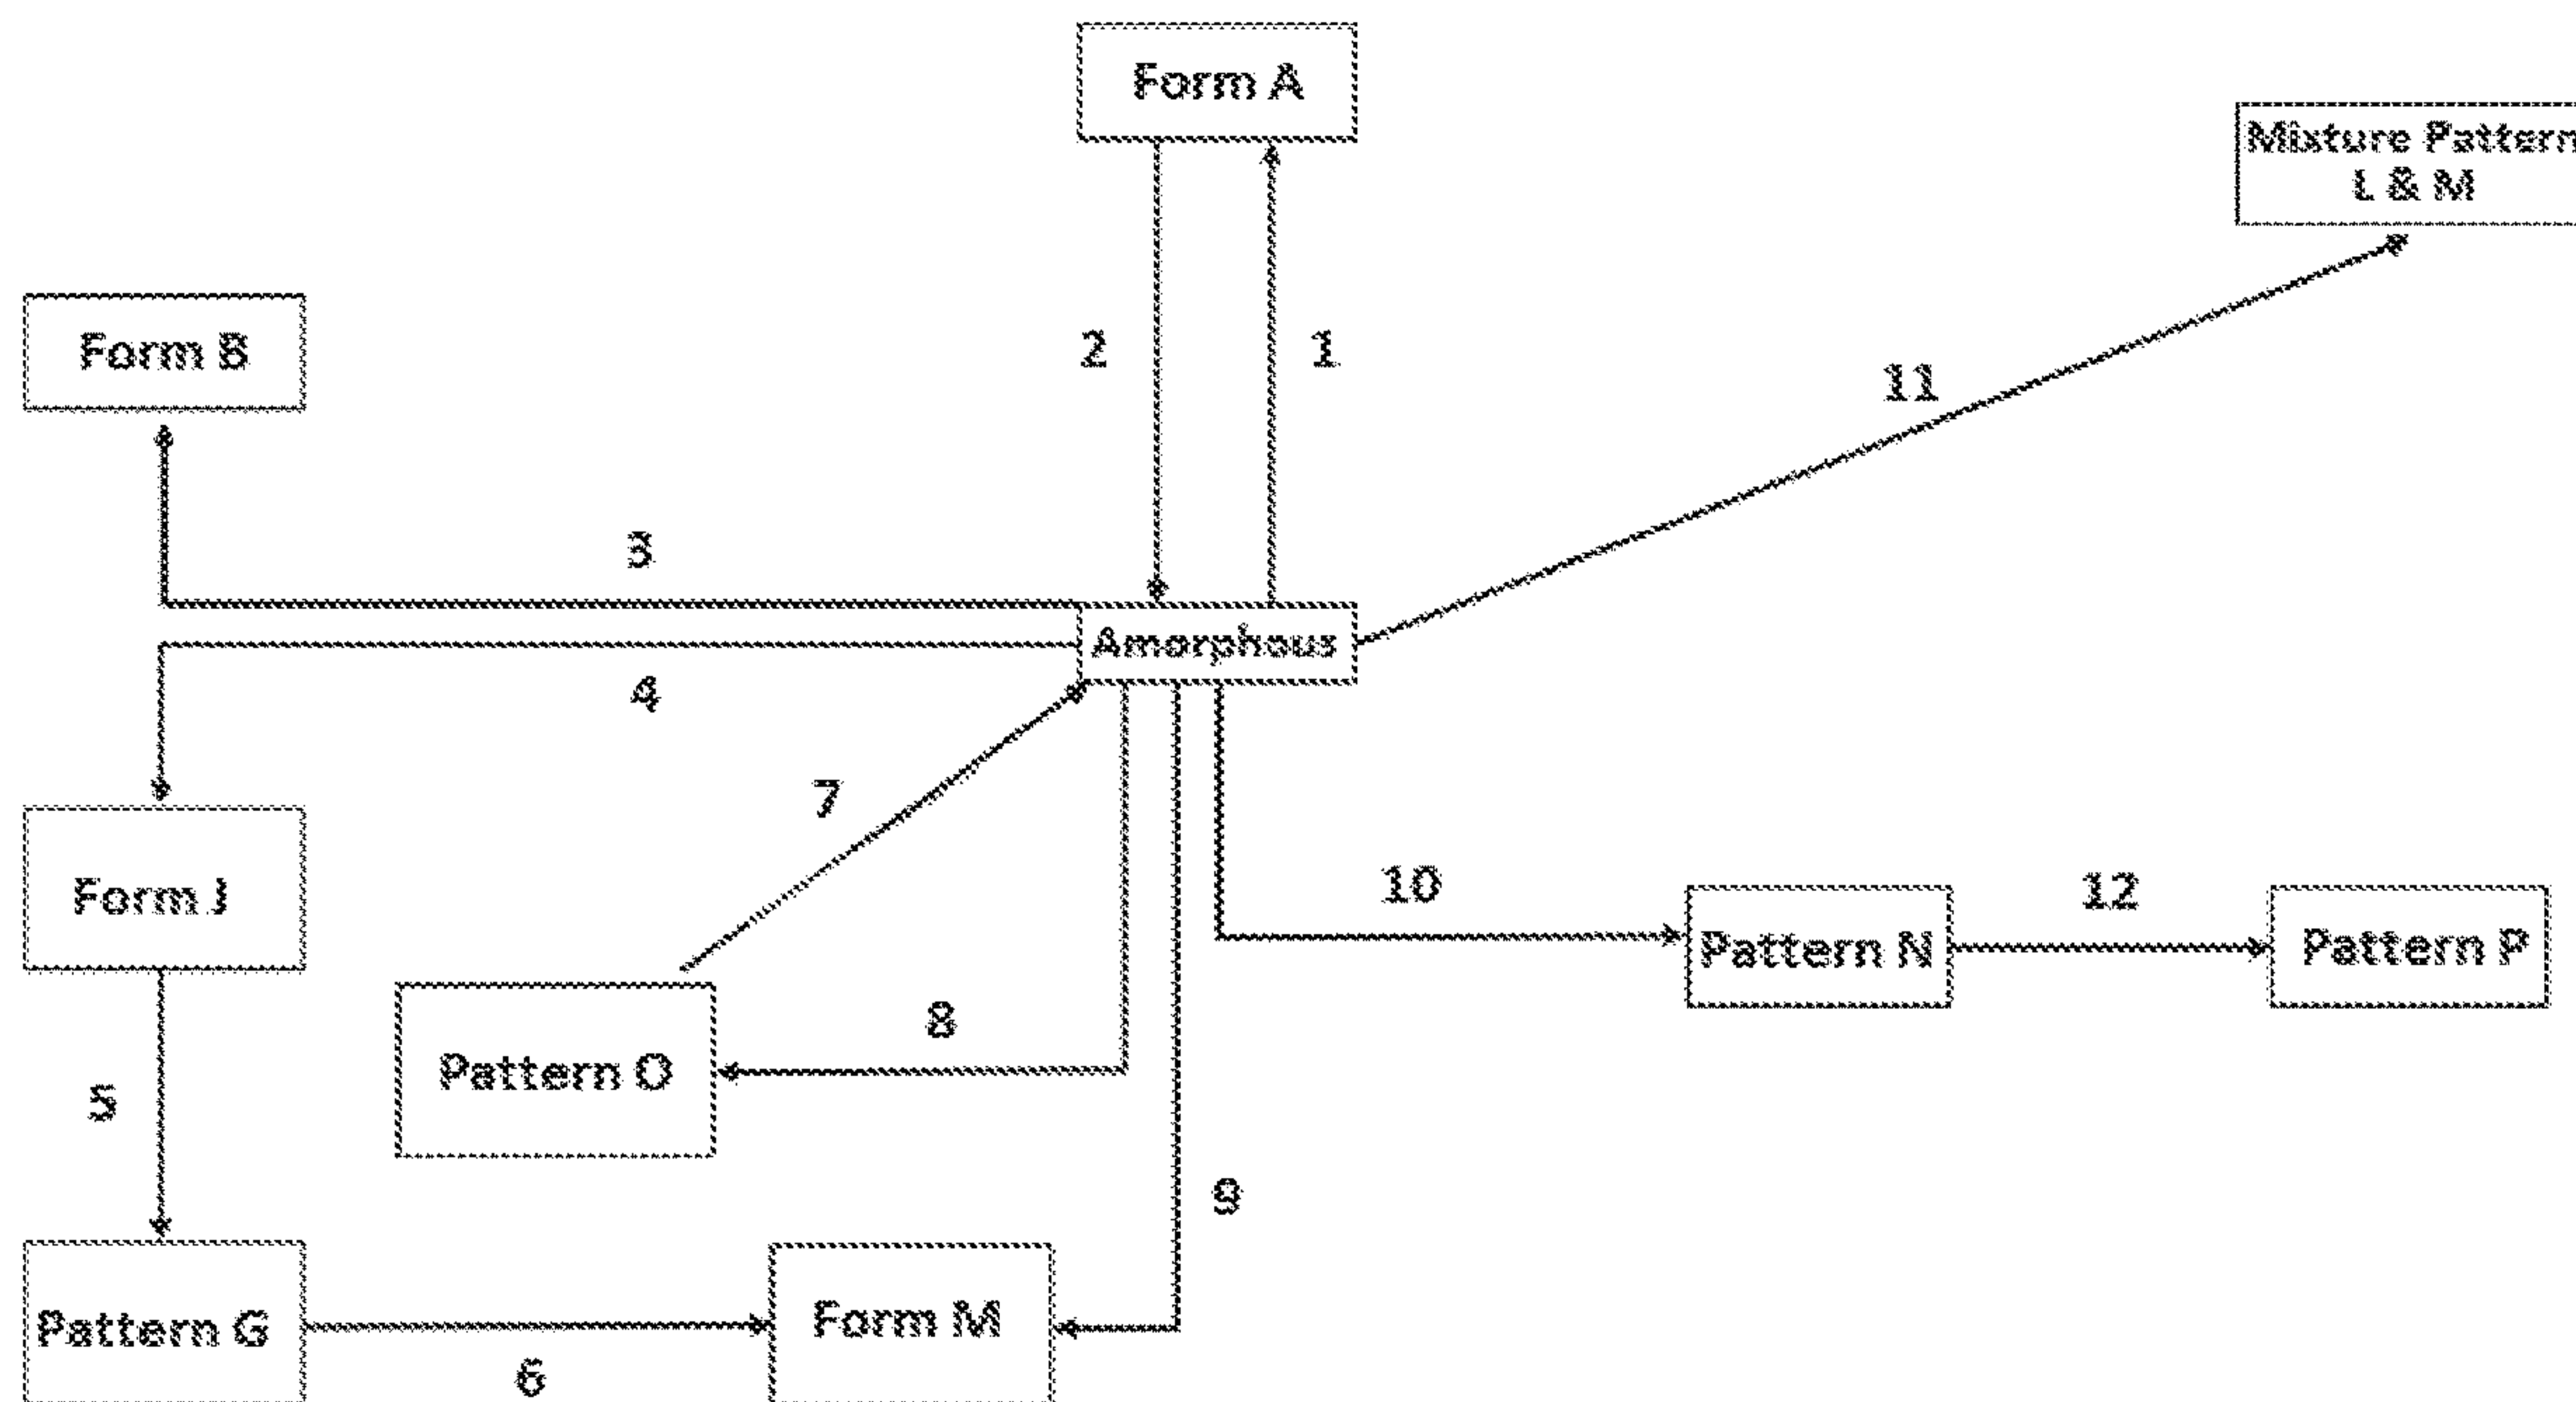 Form A
Mixture Pattern
L & M
Form B
2
1
11
3
Amorphous
4
7
Form J
10
12
Pattern N
Pattern P
8
Pattern O
5
9
Pattern G
Form M
6